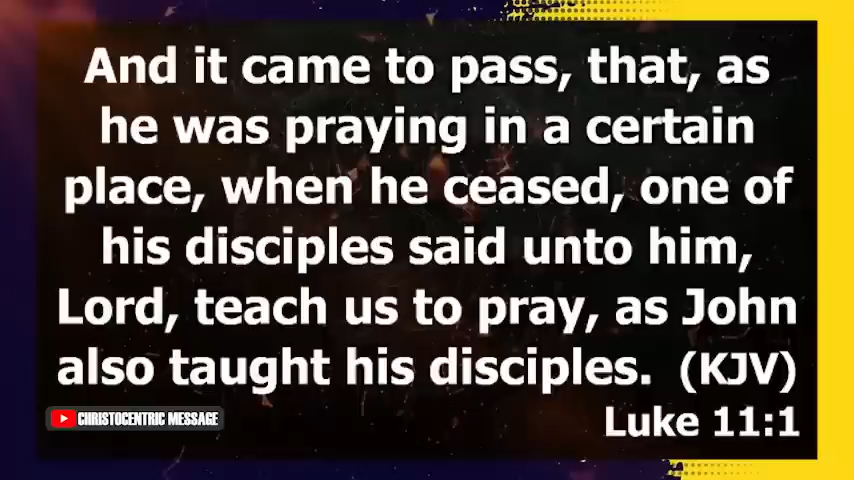 And it came to pass, that, as
he was praying in a certain
place, when he ceased, one of
his disciples said unto him,
Lord, teach us to pray, as John
also taught his disciples. (KJV)
CHRISTOCENTRIC MESSAGE
Luke 11:1